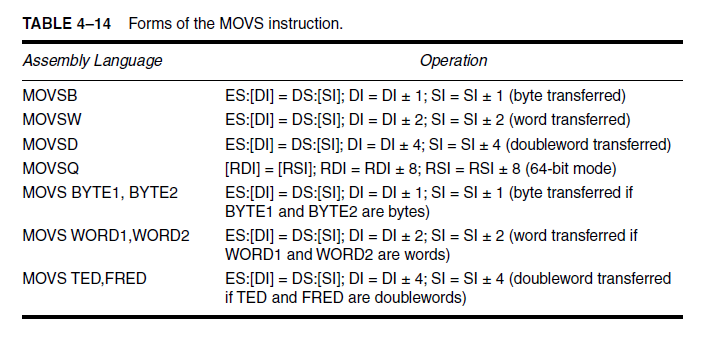 TABLE 4–14 Forms of the MOVS instruction.
Assembly Language Operation
MOVSB ES:[DI] = DS:[SI]; DI = DI ± 1; SI = SI ± 1 (byte transferred)
MOVSW ES:[DI] = DS:[SI]; DI = DI ± 2; SI = SI ± 2 (word transferred)
MOVSD ES:[DI] = DS:[SI]; DI = DI ± 4; SI = SI ± 4 (doubleword transferred)
MOVSQ [RDI] = [RSI]; RDI = RDI ± 8; RSI = RSI ± 8 (64-bit mode)
MOVS BYTE1, BYTE2 ES:[DI] = DS:[SI]; DI = DI ± 1; SI = SI ± 1 (byte transferred if
BYTE1 and BYTE2 are bytes)
MOVS WORD1,WORD2 ES:[DI] = DS:[SI]; DI = DI ± 2; SI = SI ± 2 (word transferred if
WORD1 and WORD2 are words)
MOVS TED,FRED ES:[DI] = DS:[SI]; DI = DI ± 4; SI = SI ± 4 (doubleword transferred
if TED and FRED are doublewords)